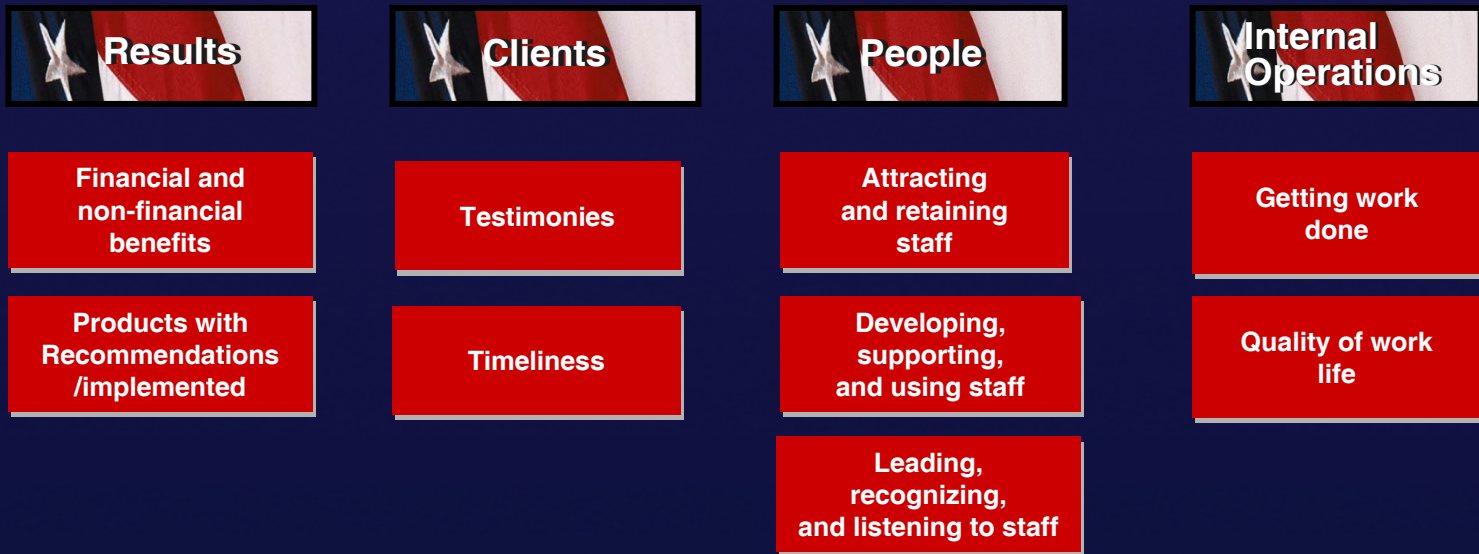 Results
Financial and
non-financial
benefits
Products with
Recommendations
/implemented
Clients
Testimonies
Timeliness
People
Attracting
and retaining
staff
Developing,
supporting,
and using staff
Leading,
recognizing,
and listening to staff
Internal
Operations
Getting work
done
Quality of work
life